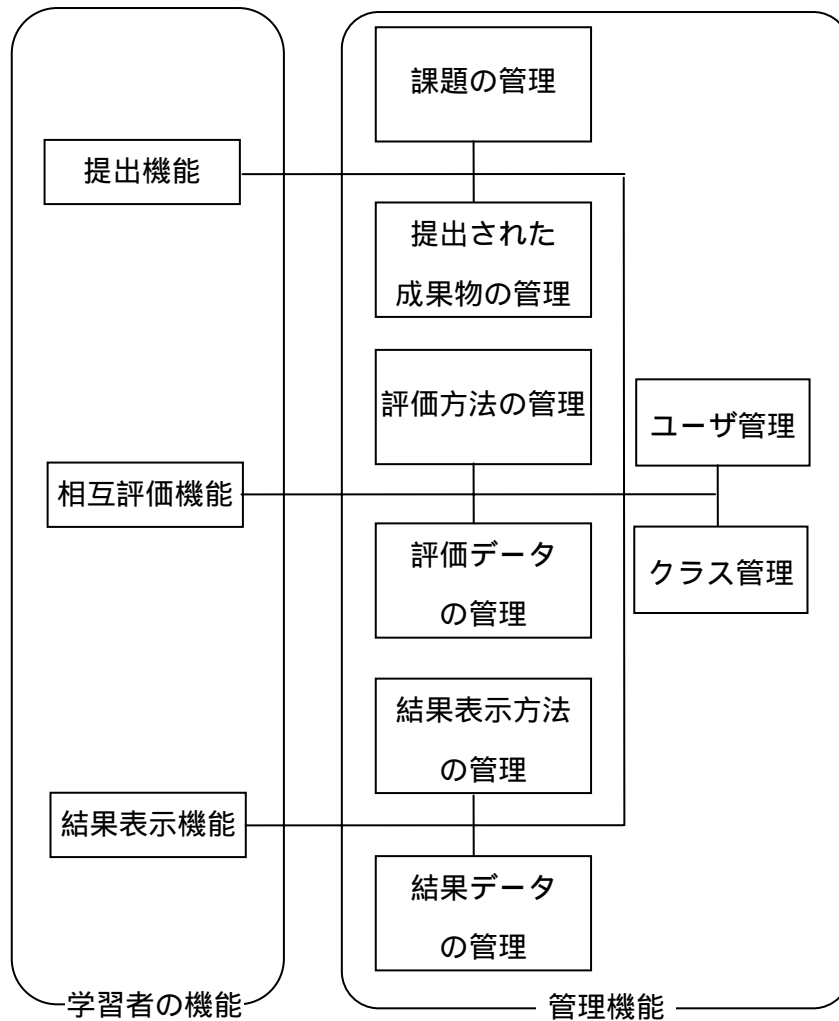 課題の管理
提出機能
提出された
成果物の管理
評価方法の管理
ユーザ管理
相互評価機能
評価データ
の管理
クラス管理
結果表示方法
の管理
結果表示機能
結果データ
の管理
学習者の機能
管理機能